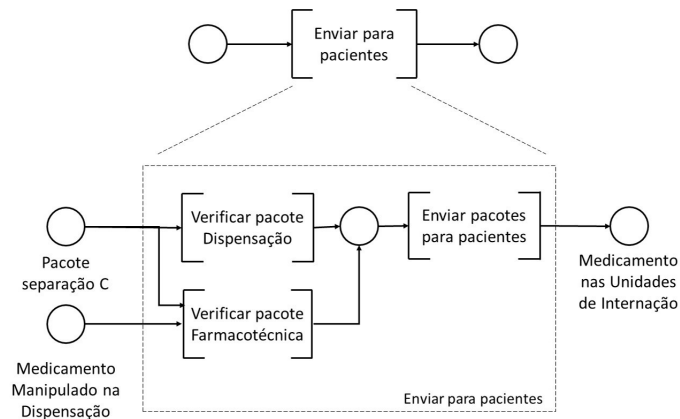 Enviar para
pacientes
Verificar pacote
Dispensação
Enviar pacotes
para pacientes
Pacote
separação C
Medicamento
nas Unidades
de Internação
Verificar pacote
Farmacotécnica
Medicamento
Manipulado na
Dispensação
Enviar para pacientes